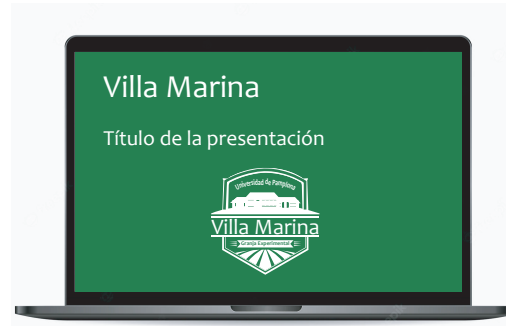 Villa Marina
Título de la presentación
Universidad de Pamplona
Villa Marina
Granja Experimental